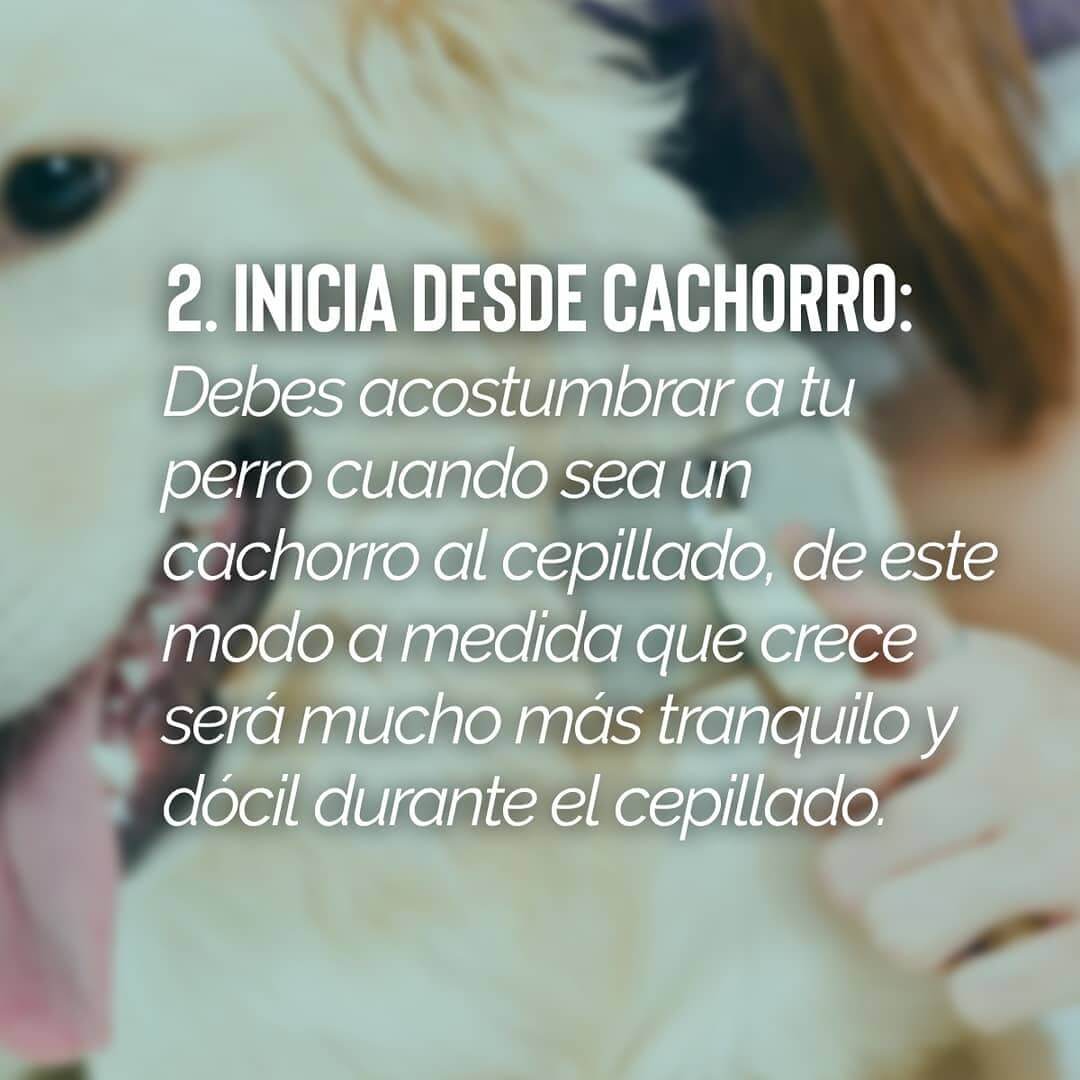 2. INICIA DESDE CACHORRO:
Debes acostumbrar a tu
perro cuando sea un
cachorro al cepillado, de este
modo a medida que crece
será mucho más tranquilo y
dócil durante el cepillado.